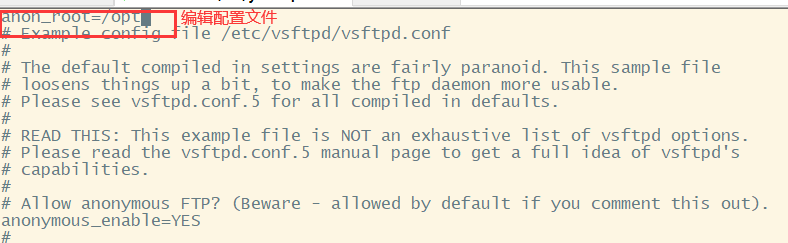 anon_root=/opt 编辑配置文件
# Example config file /etc/vsftpd/vsftpd.conf
#
# The default compiled in settings are fairly paranoid. This sample file
# loosens things up a bit, to make the ftp daemon more usable.
# Please see vsftpd.conf.5 for all compiled in defaults.
#
# READ THIS: This example file is NOT an exhaustive list of vsftpd options.
# Please read the vsftpd.conf.5 manual page to get a full idea of vsftpd's
# capabilities.
#
# Allow anonymous FTP? (Beware - allowed by default if you comment this out).
anonymous_enable=YES
#